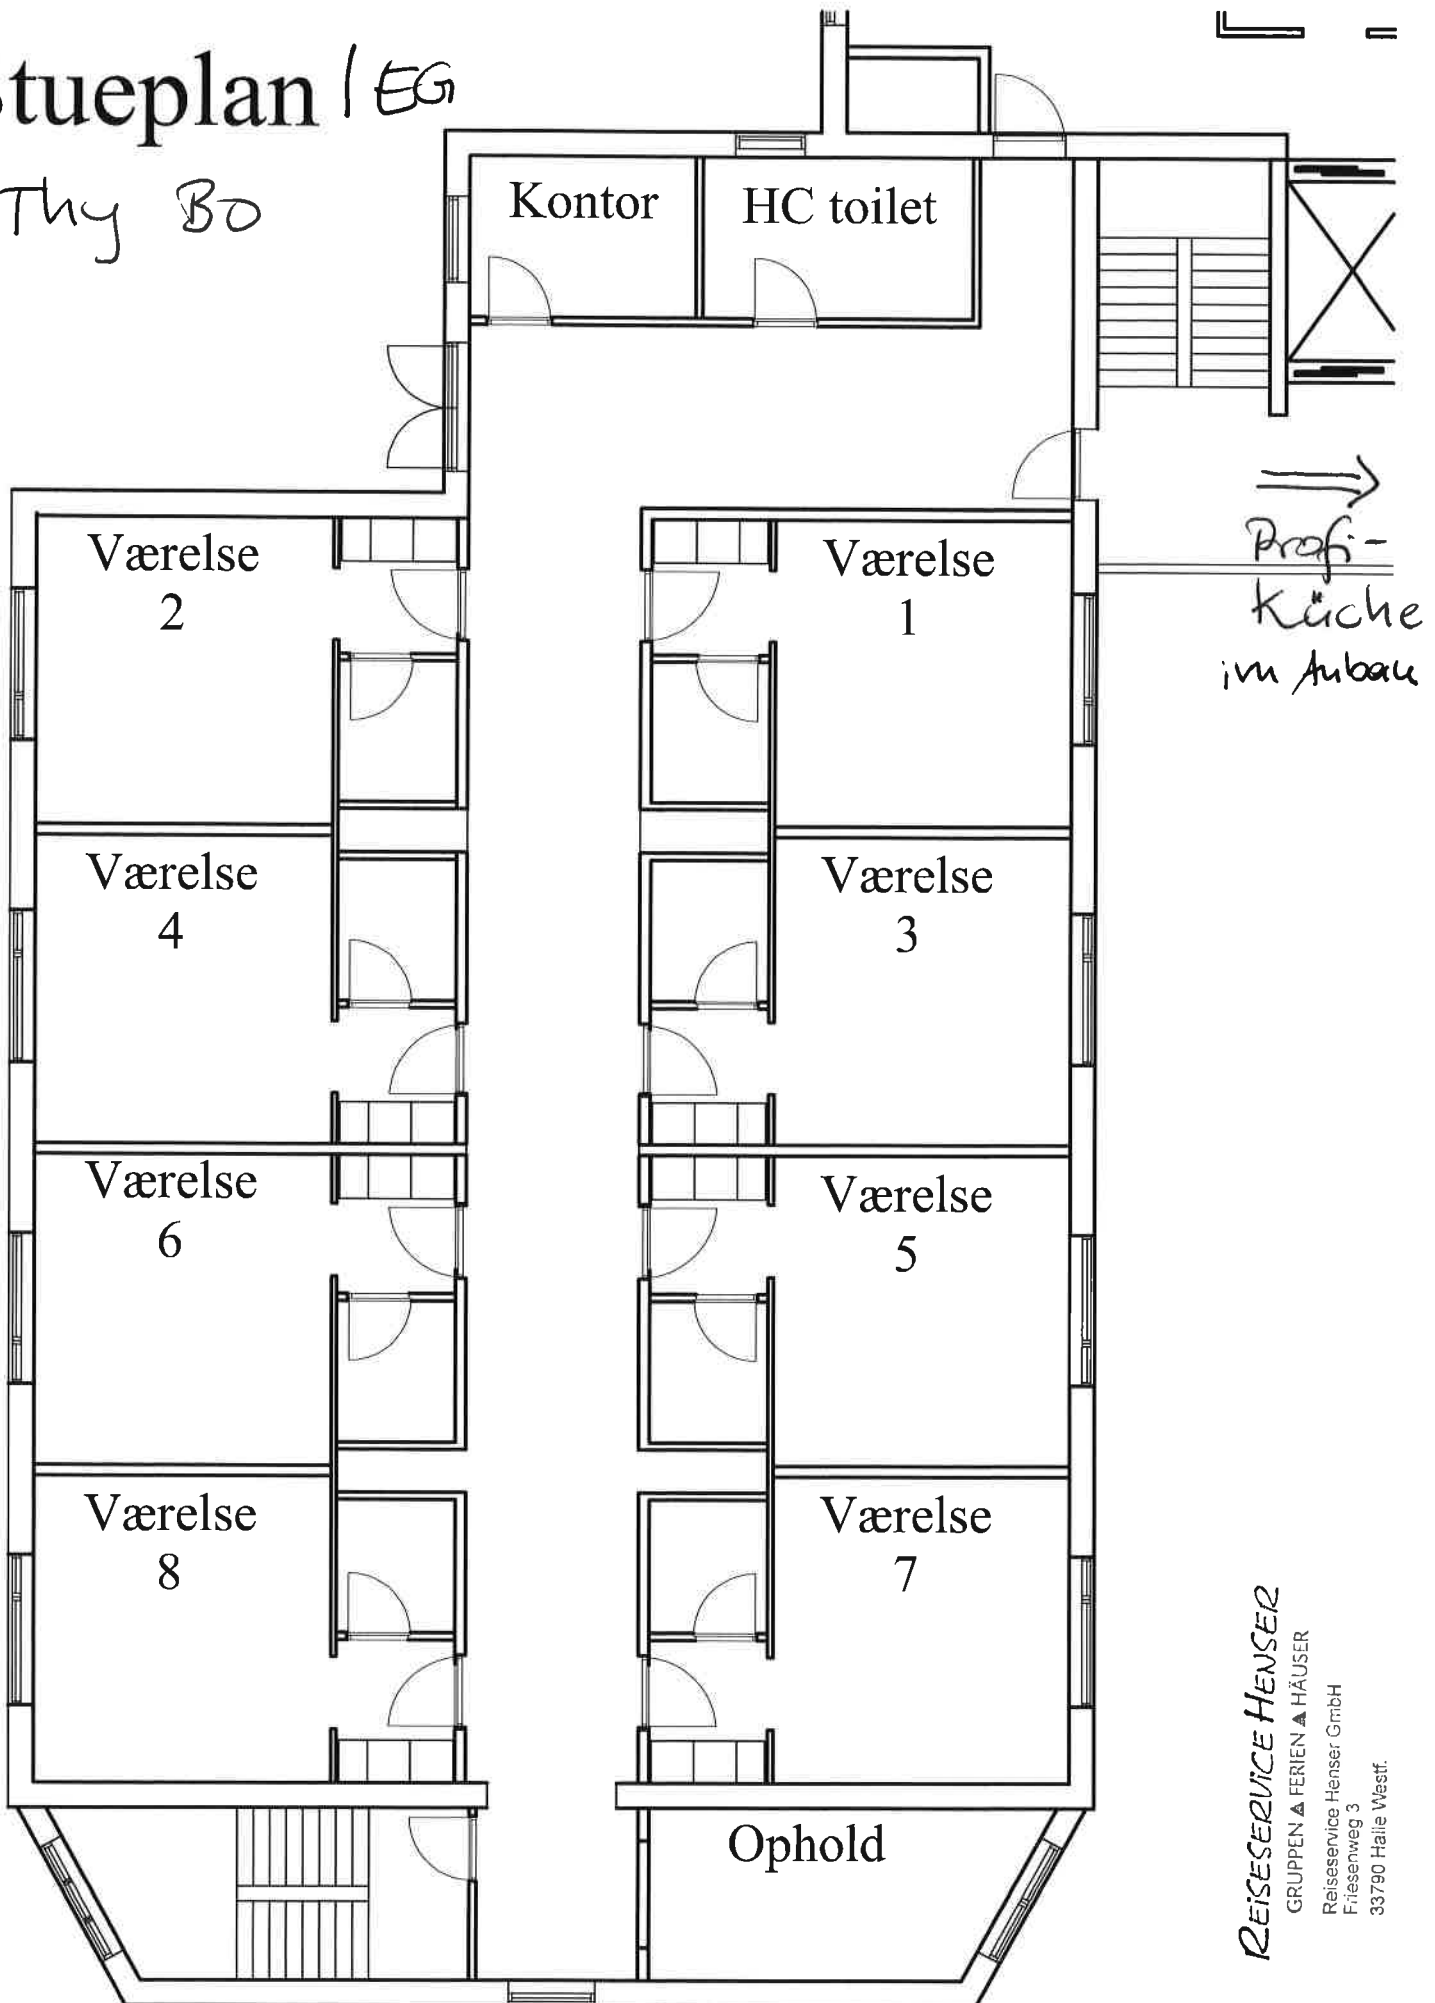 Stueplan / EG
Thy Bo
Kontor
HC toilet
Profi-
Küche
im Anbau
Værelse
2
Værelse
1
Værelse
4
Værelse
3
Værelse
6
Værelse
5
Værelse
8
Værelse
7
Ophold
REISESERVICE HENSER
GRUPPEN ▲ FERIEN ▲ HÄUSER
Reiseservice Henser GmbH
Friesenweg 3
33790 Halle Westf.